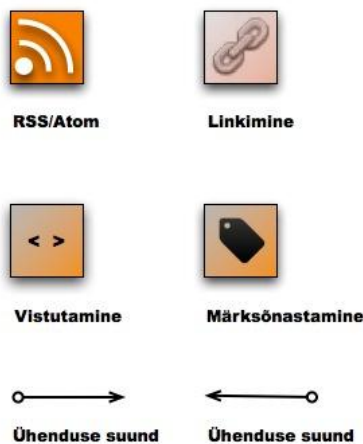 RSS/Atom
Linkimine
< >
Vistutamine
Märksõnastamine
Ühenduse suund
Ühenduse suund